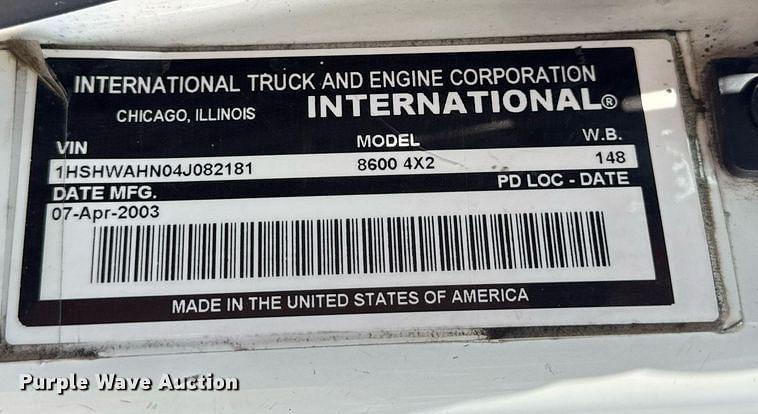 INTERNATIONAL TRUCK AND ENGINE CORPORATION
CHICAGO, ILLINOIS INTERNATIONAL®
VIN MODEL W.B.
1HSHWAHN04J082181 8600 4X2 148
DATE MFG. PD LOC - DATE
07-Apr-2003
MADE IN THE UNITED STATES OF AMERICA
Purple Wave Auction